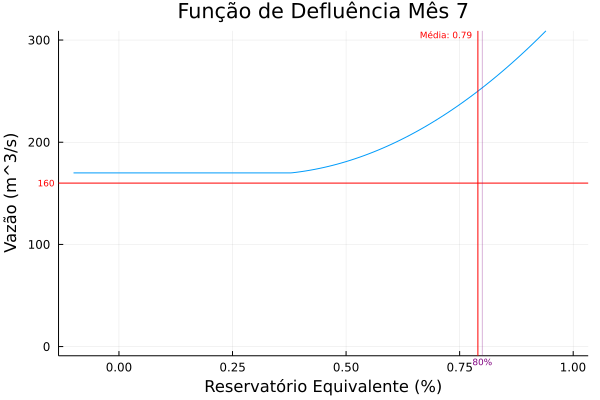 Função de Defluência Mês 7
300
Média: 0.79
200
160
100
0
Vazão (m^3/s)
0.00
0.25
0.50
0.75
80%
1.00
Reservatório Equivalente (%)